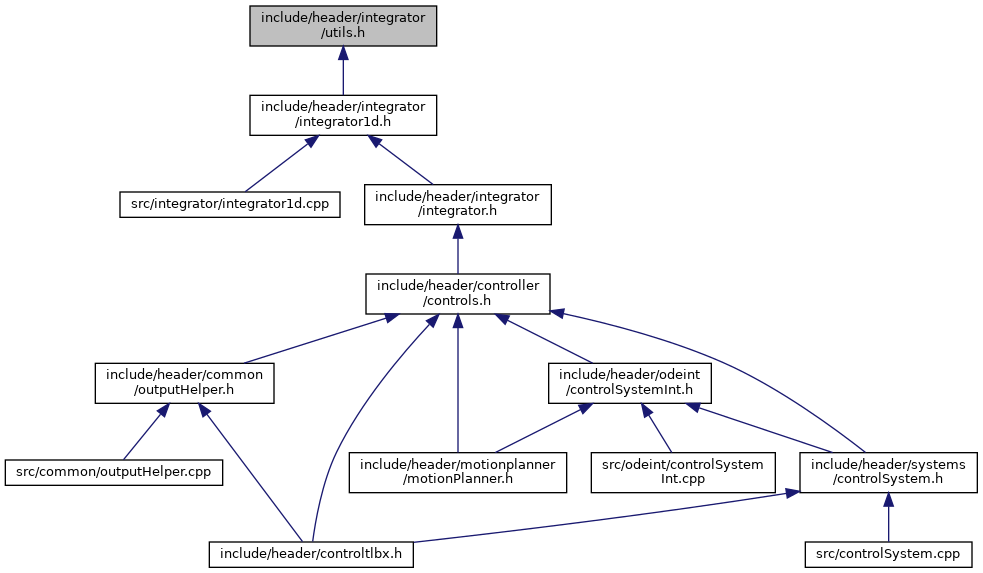 include/header/integrator
/utils.h
include/header/integrator
/integrator1d.h
src/integrator/integrator1d.cpp
include/header/integrator
/integrator.h
include/header/controller
/controls.h
include/header/common
/outputHelper.h
include/header/odeint
/controlSystemInt.h
src/common/outputHelper.cpp
include/header/motionplanner
/motionPlanner.h
src/odeint/controlSystem
Int.cpp
include/header/systems
/controlSystem.h
include/header/controltlbx.h
src/controlSystem.cpp